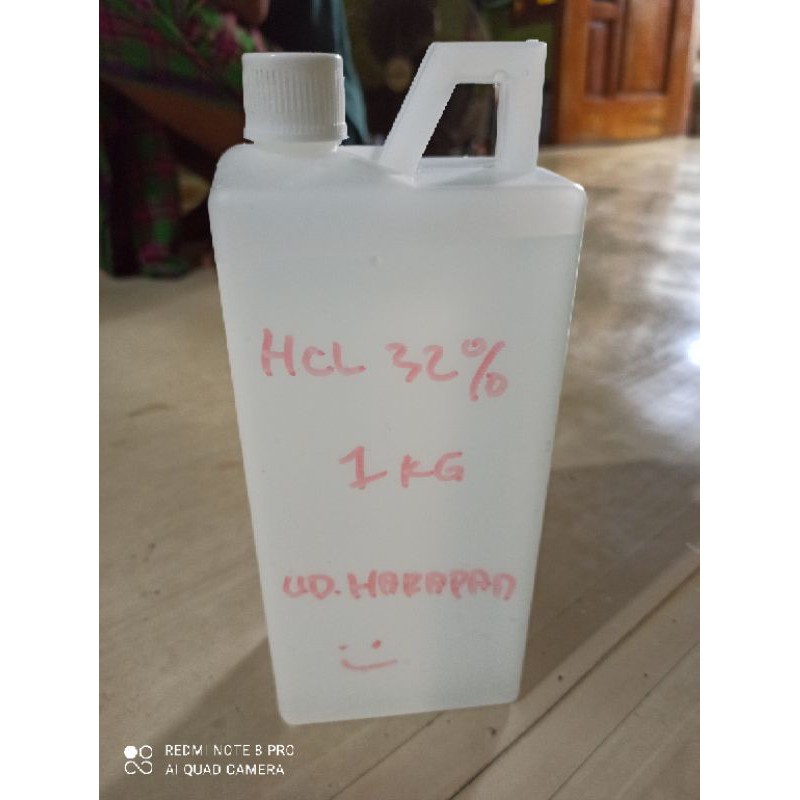 HCL 32%
1 KG
UD. HARAPAN
REDMI NOTE 8 PRO
AI QUAD CAMERA